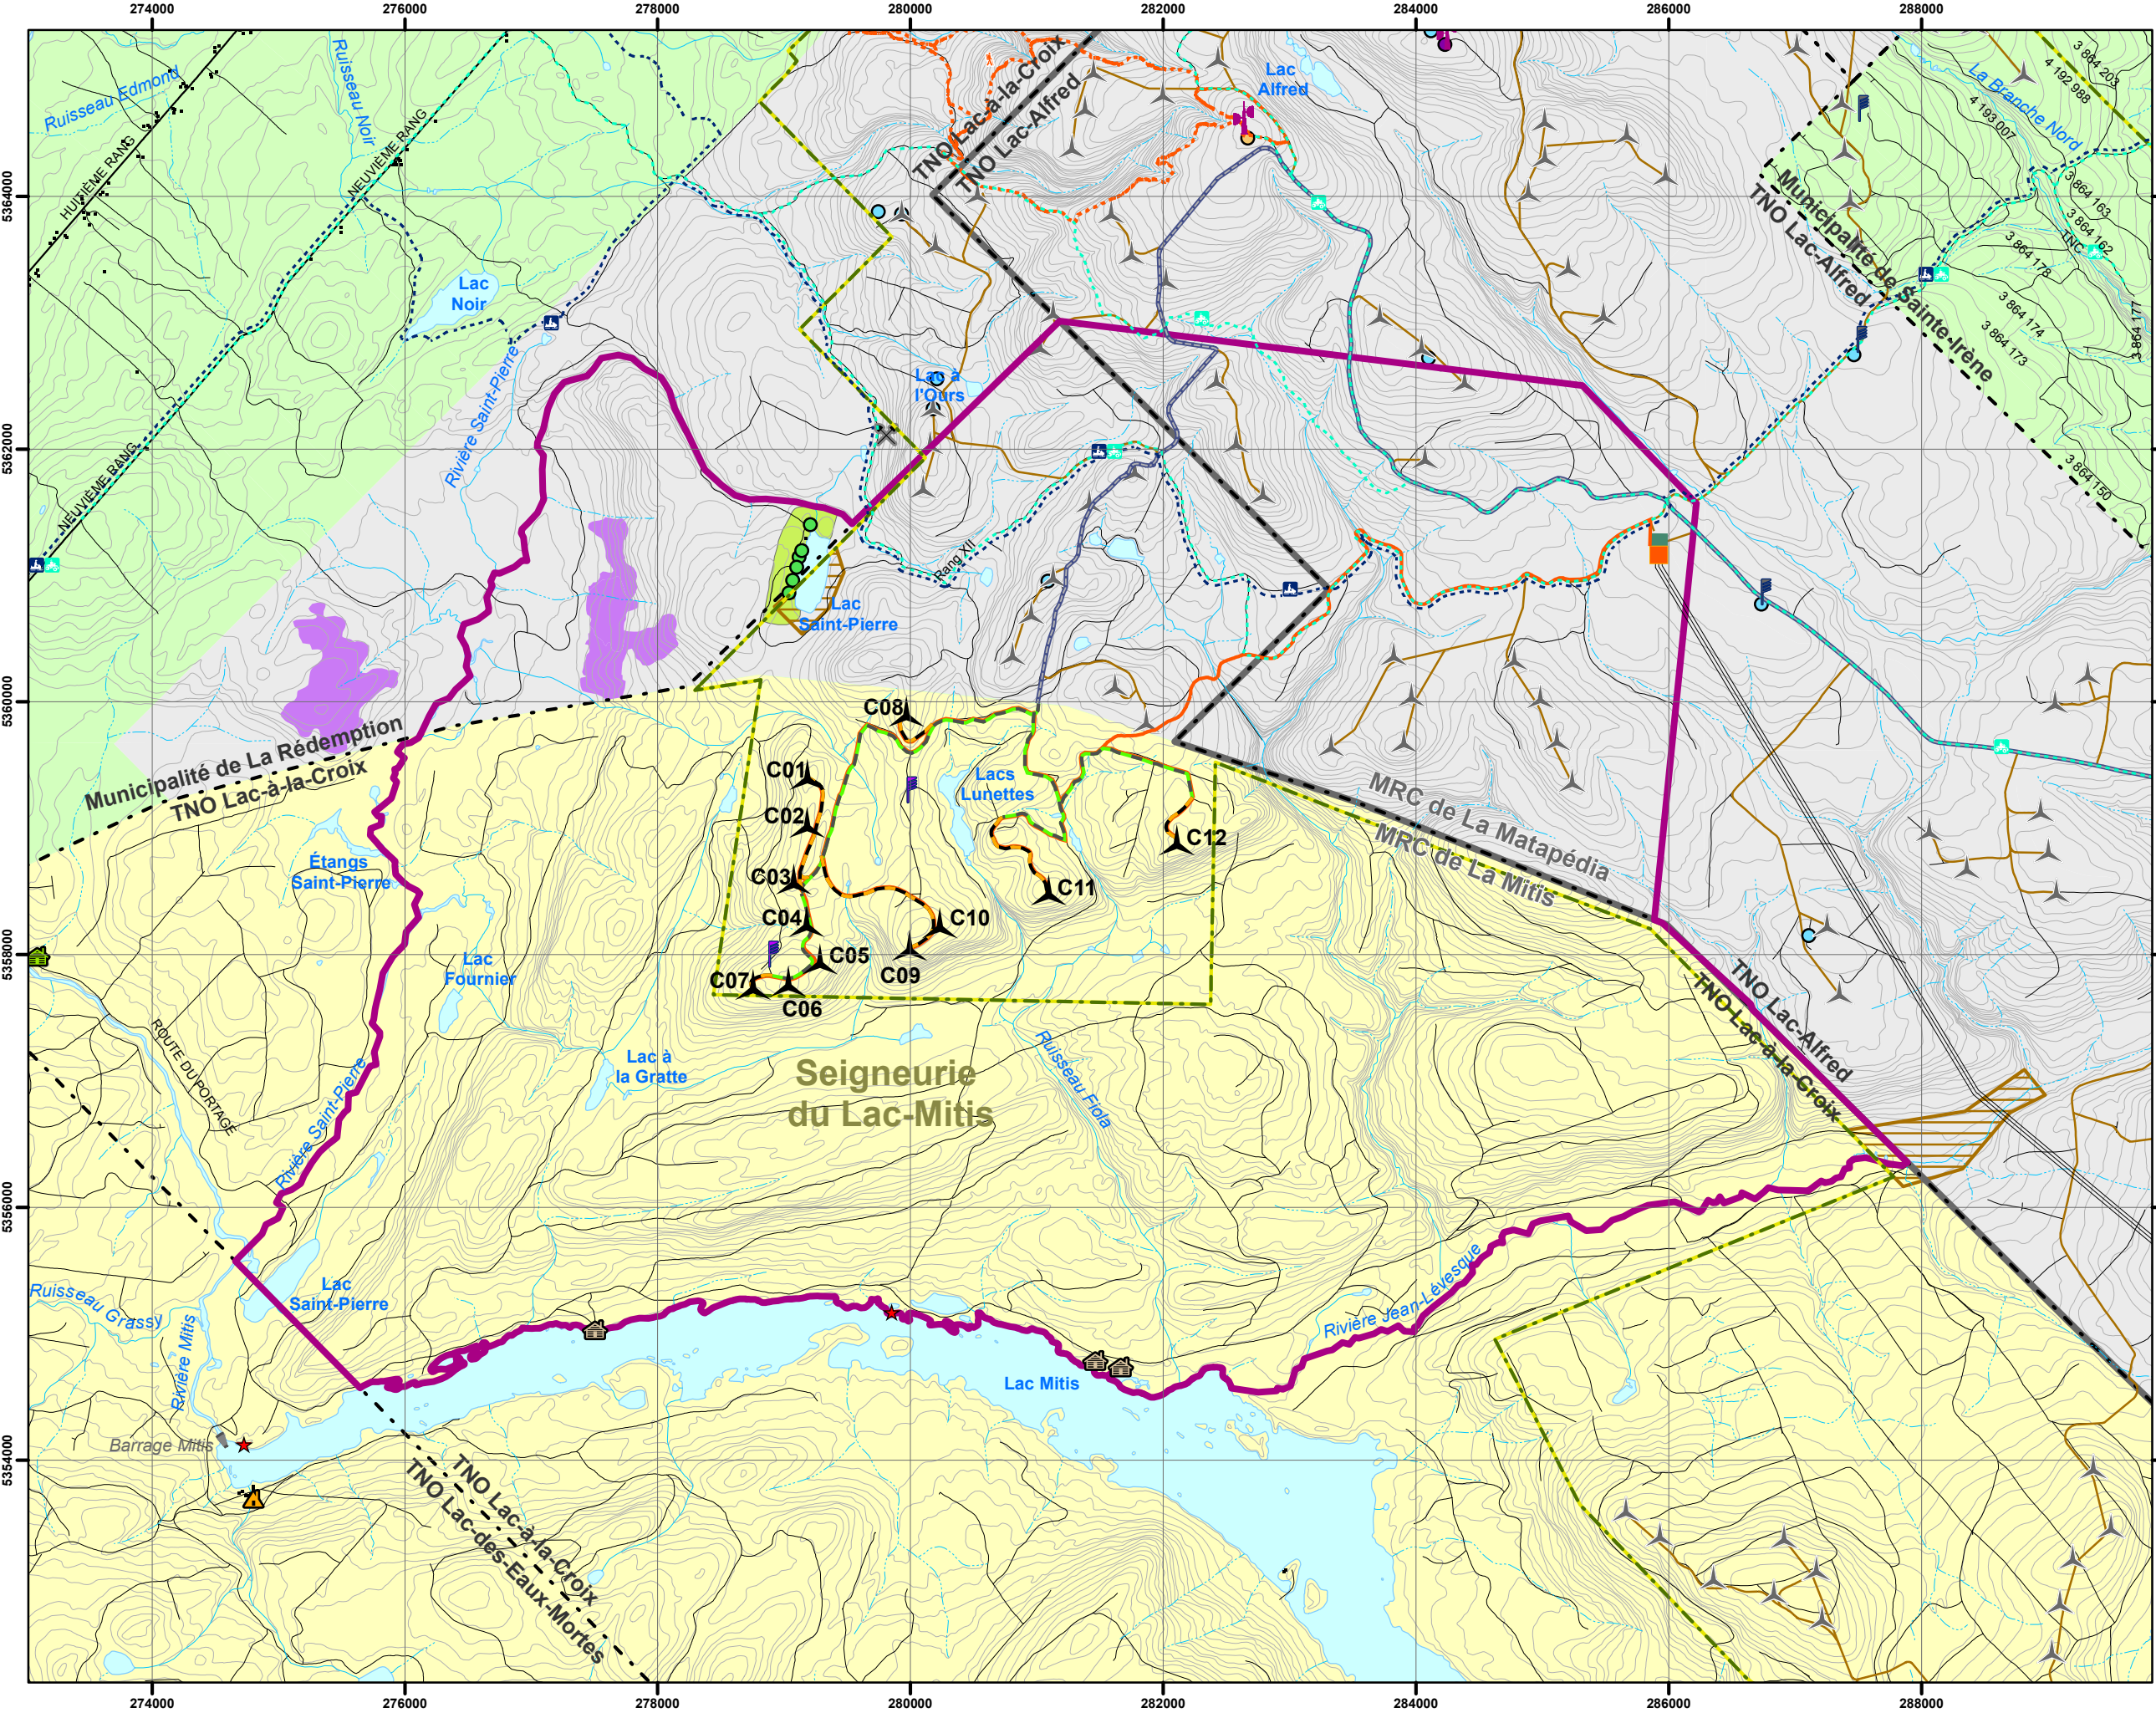 274000
276000
278000
280000
282000
284000
286000
288000
5364000
5362000
5360000
5358000
5356000
5354000
Ruisseau Edmond
Ruisseau Noir
HUITIÈME RANG
NEUVIÈME RANG
NEUVIÈME RANG
Lac
Noir
Rivière Saint-Pierre
TNO Lac-à-la-Croix
TNO Lac-Alfred
Lac
Alfred
La Branche Nord
3 864 203
4 192 988
4 193 007
3 864 163
3 864 162
TNC
3 864 178
3 864 174
3 864 173
3 864 177
3 864 150
Municipalité de Sainte-Irène
TNO Lac-Alfred
Lac à
l'Ours
Rang XII
Lac
Saint-Pierre
Municipalité de La Rédemption
TNO Lac-à-la-Croix
C08
C01
C02
C03
C04
C05
C06
C07
C09
C10
C11
C12
Lacs
Lunettes
MRC de La Matapédia
MRC de La Mitis
Étangs
Saint-Pierre
Lac
Fournier
TNO Lac-Alfred
TNO Lac-à-la-Croix
ROUTE DU PORTAGE
Lac à
la Gratte
Seigneurie
du Lac-Mitis
Ruisseau Fiola
Rivière Saint-Pierre
Ruisseau Grassy
Rivière Mitis
Lac
Saint-Pierre
Rivière Jean-Lévesque
Lac Mitis
Barrage Mitis
TNO Lac-à-la-Croix
TNO Lac-des-Eaux-Mortes
274000
276000
278000
280000
282000
284000
286000
288000